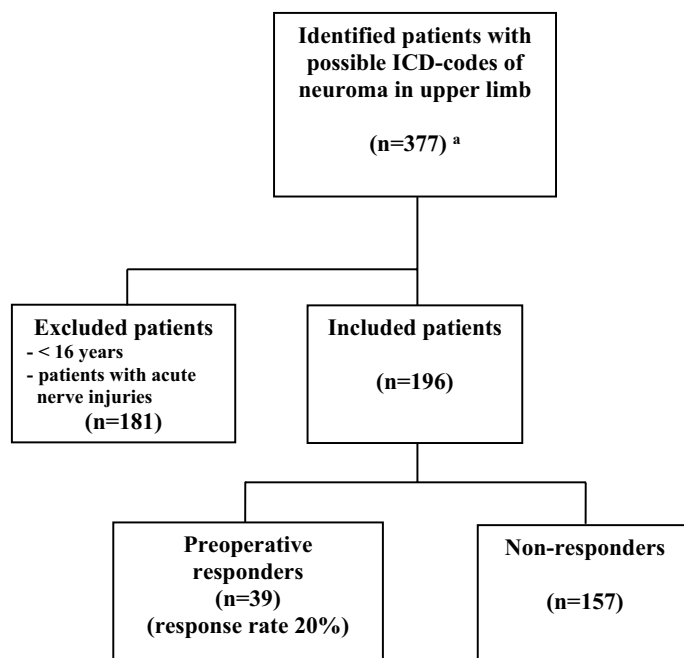 Identified patients with
possible ICD-codes of
neuroma in upper limb
(n=377) ª
Excluded patients
- < 16 years
- patients with acute
nerve injuries
(n=181)
Included patients
(n=196)
Preoperative
responders
(n=39)
(response rate 20%)
Non-responders
(n=157)